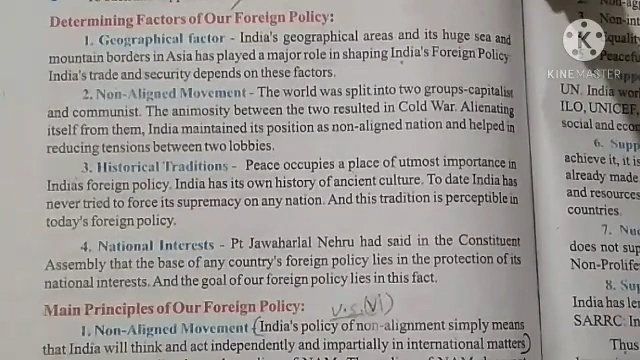 Determining Factors of Our Foreign Policy:
1. Geographical factor - India's geographical areas and its huge sea and
mountain borders in Asia has played a major role in shaping India's Foreign Policy.
India's trade and security depends on these factors.
2. Non-Aligned Movement - The world was split into two groups-capitalist
and communist. The animosity between the two resulted in Cold War. Alienating
itself from them, India maintained its position as non-aligned nation and helped in
reducing tensions between two lobbies.
3. Historical Traditions - Peace occupies a place of utmost importance in
Indias foreign policy. India has its own history of ancient culture. To date India has
never tried to force its supremacy on any nation. And this tradition is perceptible in
today's foreign policy.
4. National Interests - Pt Jawaharlal Nehru had said in the Constituent
Assembly that the base of any country's foreign policy lies in the protection of its
national interests. And the goal of our foreign policy lies in this fact.
Main Principles of Our Foreign Policy:
v.s.(vi)
1. Non-Aligned Movement (India's policy of non-alignment simply means
that India will think and act independently and impartially in international matters)
3. Non-int
Peacefu
UN. India wor
ILO, UNICEF,
social and econ
6. Supp
achieve it, it is
already made
and resources
countries.
7. Nuc
does not sup
Non-Prolife
8. Sup
India has le
SARRC. In
Thus
KINEMASTER